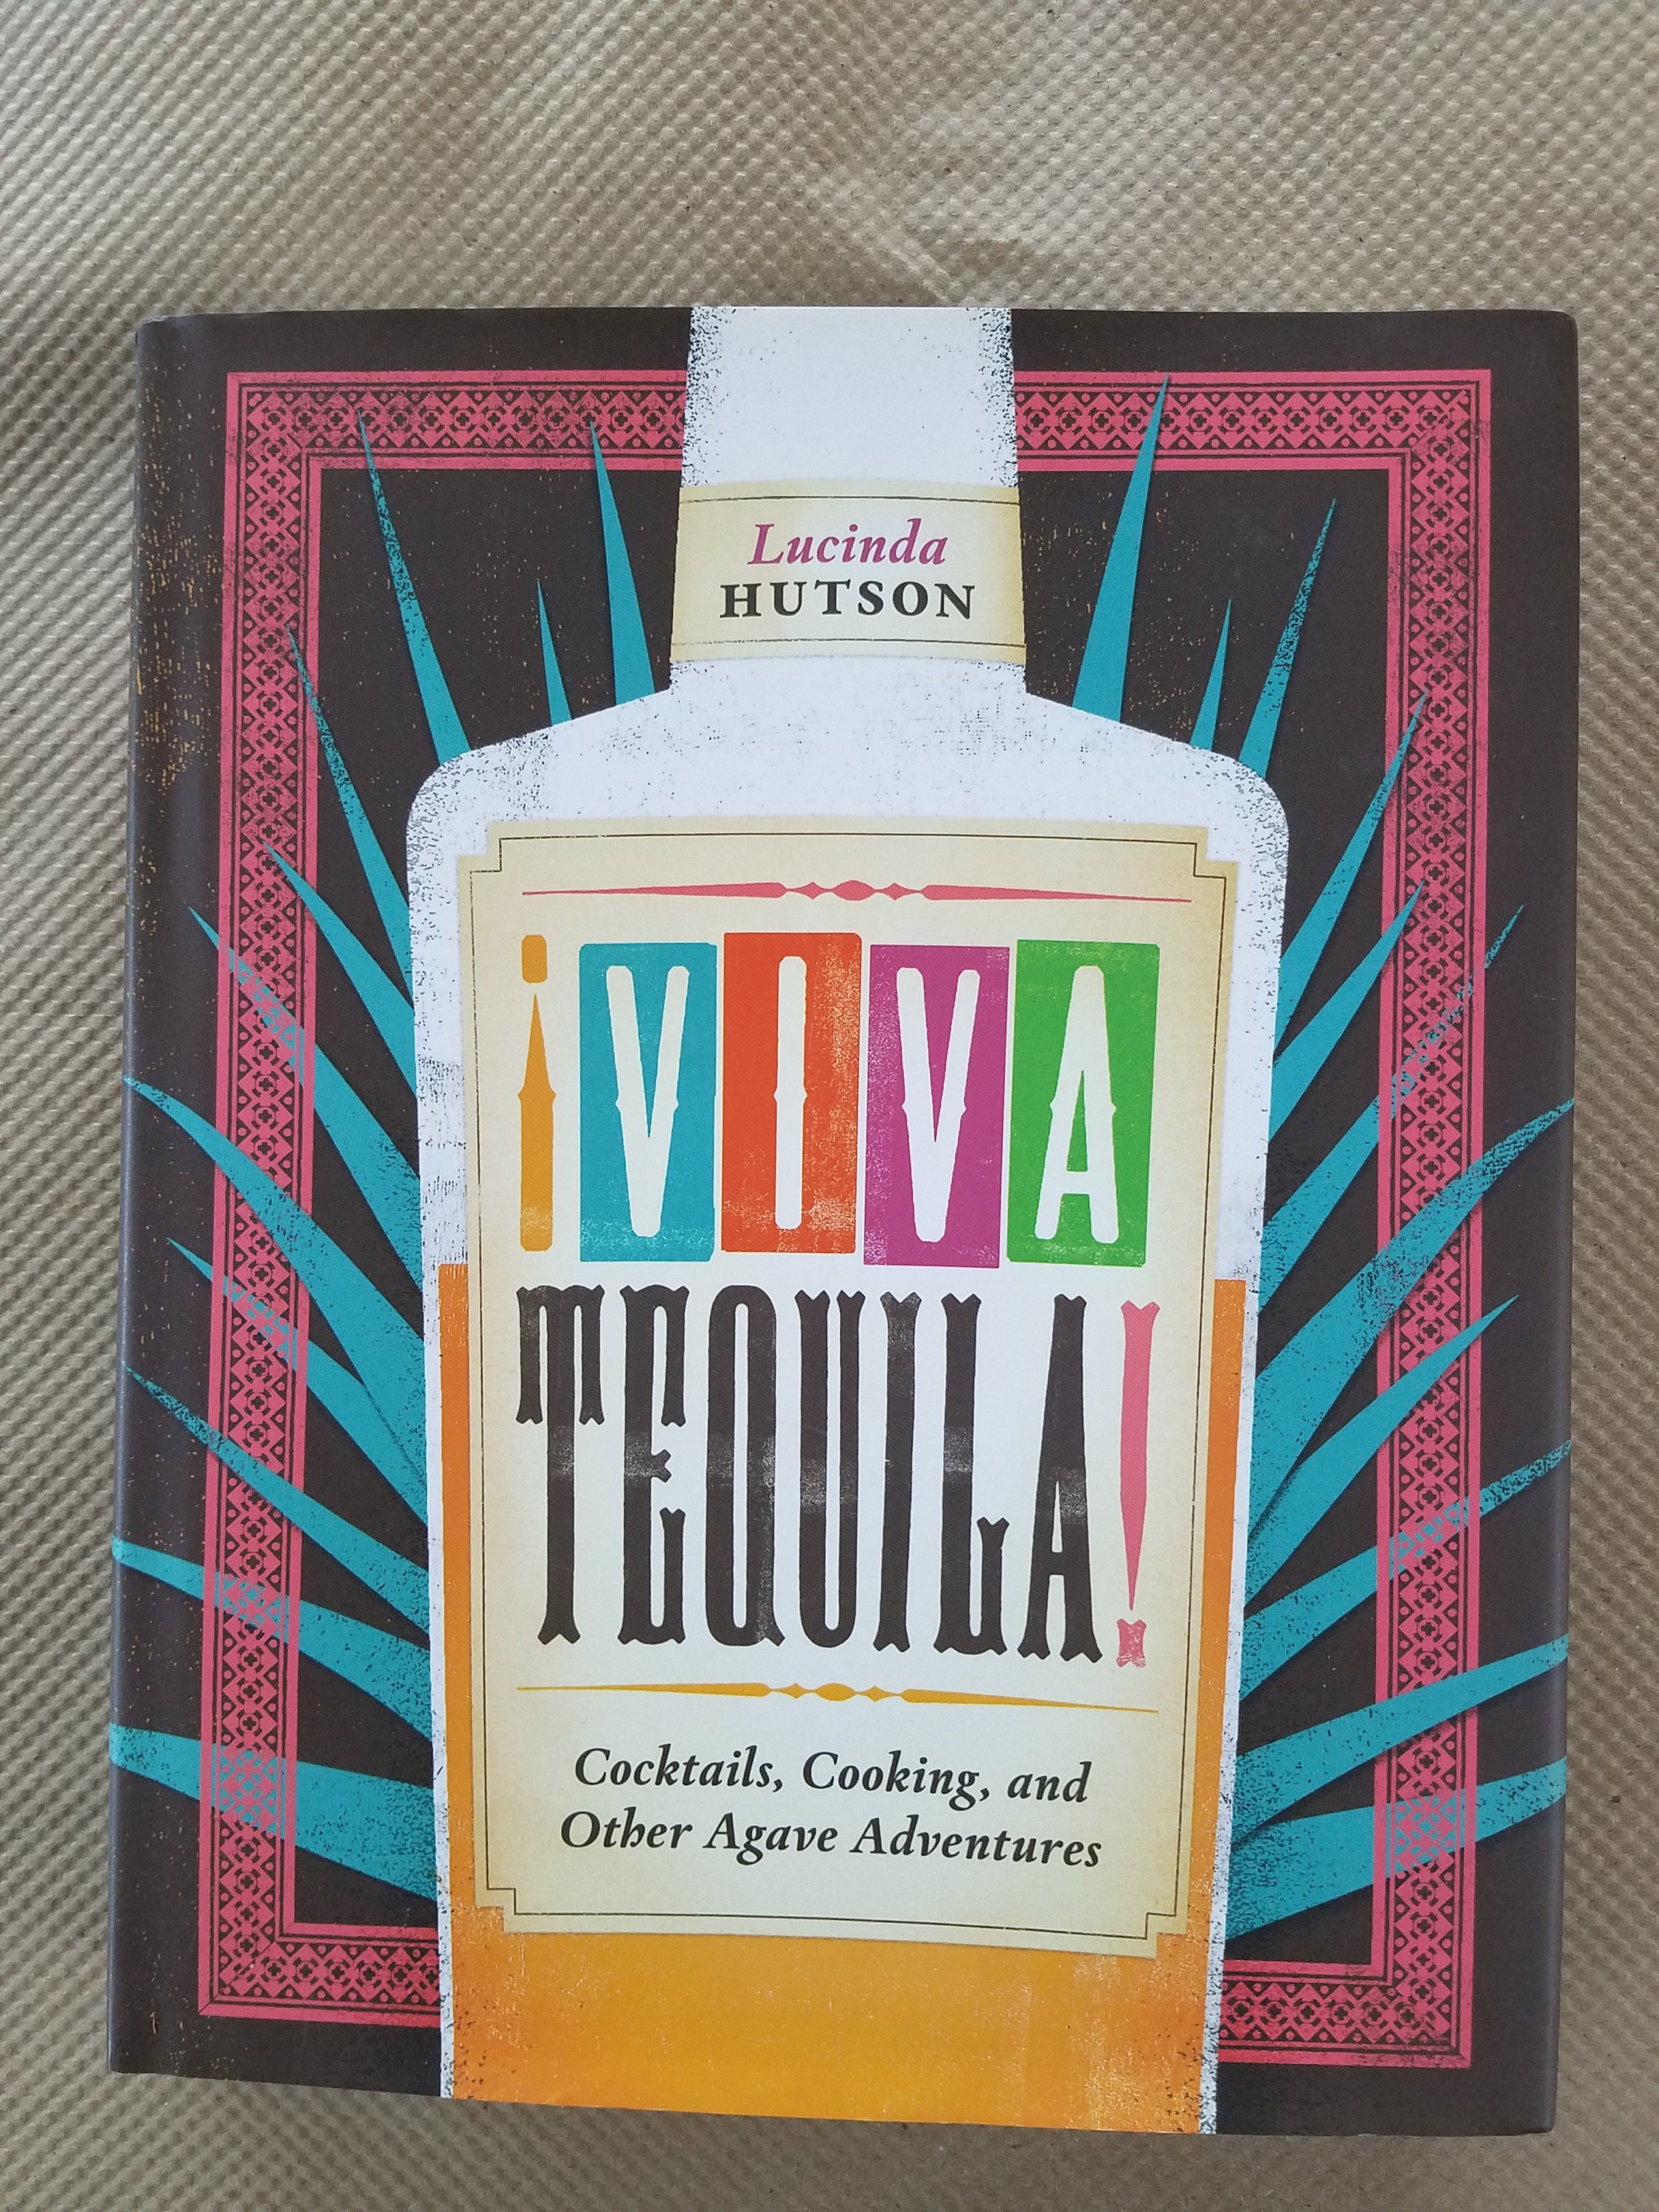 Lucinda
HUTSON
¡VIVA
TEQUILA!
Cocktails, Cooking, and
Other Agave Adventures